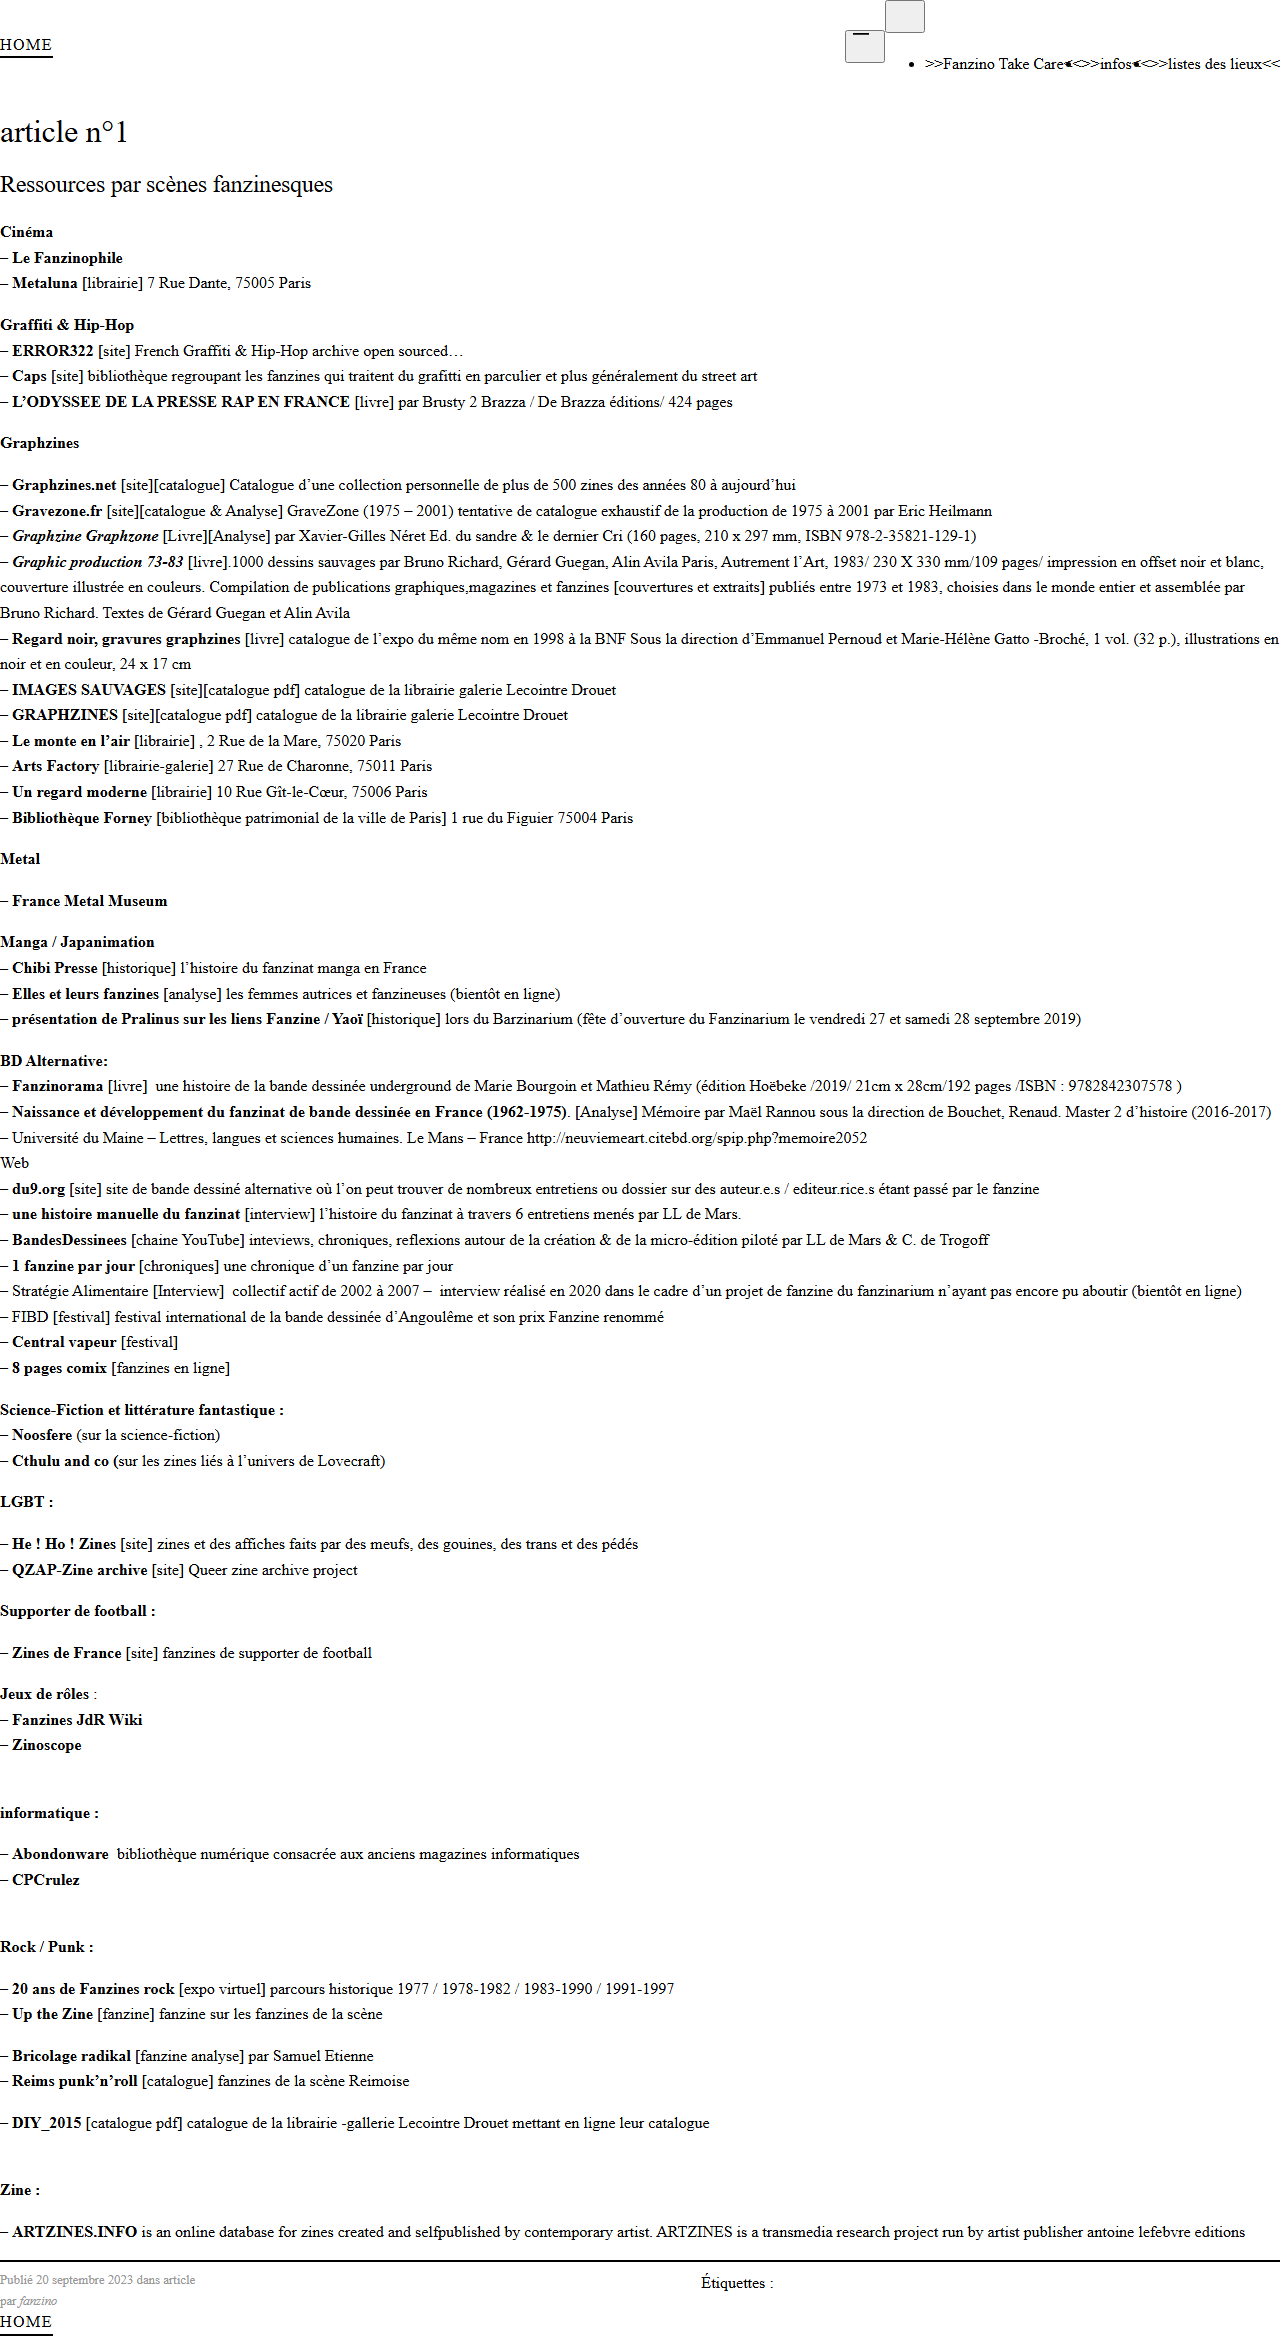 HOME
>>Fanzino Take Care<<
>>infos<<
>>listes des lieux<<
article n°1
Ressources par scènes fanzinesques
Cinéma
– Le Fanzinophile
– Metaluna [librairie] 7 Rue Dante, 75005 Paris
Graffiti & Hip-Hop
– ERROR322 [site] French Graffiti & Hip-Hop archive open sourced…
– Caps [site] bibliothèque regroupant les fanzines qui traitent du grafitti en parculier et plus généralement du street art
– L’ODYSSEE DE LA PRESSE RAP EN FRANCE [livre] par Brusty 2 Brazza / De Brazza éditions/ 424 pages
Graphzines
– Graphzines.net [site][catalogue] Catalogue d’une collection personnelle de plus de 500 zines des années 80 à aujourd’hui
– Gravezone.fr [site][catalogue & Analyse] GraveZone (1975 – 2001) tentative de catalogue exhaustif de la production de 1975 à 2001 par Eric Heilmann
– Graphzine Graphzone [Livre][Analyse] par Xavier-Gilles Néret Ed. du sandre & le dernier Cri (160 pages, 210 x 297 mm, ISBN 978-2-35821-129-1)
– Graphic production 73-83 [livre].1000 dessins sauvages par Bruno Richard, Gérard Guegan, Alin Avila Paris, Autrement l’Art, 1983/ 230 X 330 mm/109 pages/ impression en offset noir et blanc,
couverture illustrée en couleurs. Compilation de publications graphiques,magazines et fanzines [couvertures et extraits] publiés entre 1973 et 1983, choisies dans le monde entier et assemblée par
Bruno Richard. Textes de Gérard Guegan et Alin Avila
– Regard noir, gravures graphzines [livre] catalogue de l’expo du même nom en 1998 à la BNF Sous la direction d’Emmanuel Pernoud et Marie-Hélène Gatto -Broché, 1 vol. (32 p.), illustrations en
noir et en couleur, 24 x 17 cm
– IMAGES SAUVAGES [site][catalogue pdf] catalogue de la librairie galerie Lecointre Drouet
– GRAPHZINES [site][catalogue pdf] catalogue de la librairie galerie Lecointre Drouet
– Le monte en l’air [librairie] , 2 Rue de la Mare, 75020 Paris
– Arts Factory [librairie-galerie] 27 Rue de Charonne, 75011 Paris
– Un regard moderne [librairie] 10 Rue Gît-le-Cœur, 75006 Paris
– Bibliothèque Forney [bibliothèque patrimonial de la ville de Paris] 1 rue du Figuier 75004 Paris
Metal
– France Metal Museum
Manga / Japanimation
– Chibi Presse [historique] l’histoire du fanzinat manga en France
– Elles et leurs fanzines [analyse] les femmes autrices et fanzineuses (bientôt en ligne)
– présentation de Pralinus sur les liens Fanzine / Yaoï [historique] lors du Barzinarium (fête d’ouverture du Fanzinarium le vendredi 27 et samedi 28 septembre 2019)
BD Alternative:
– Fanzinorama [livre]  une histoire de la bande dessinée underground de Marie Bourgoin et Mathieu Rémy (édition Hoëbeke /2019/ 21cm x 28cm/192 pages /ISBN : 9782842307578 )
– Naissance et développement du fanzinat de bande dessinée en France (1962-1975). [Analyse] Mémoire par Maël Rannou sous la direction de Bouchet, Renaud. Master 2 d’histoire (2016-2017)
– Université du Maine – Lettres, langues et sciences humaines. Le Mans – France http://neuviemeart.citebd.org/spip.php?memoire2052
Web
– du9.org [site] site de bande dessiné alternative où l’on peut trouver de nombreux entretiens ou dossier sur des auteur.e.s / editeur.rice.s étant passé par le fanzine
– une histoire manuelle du fanzinat [interview] l’histoire du fanzinat à travers 6 entretiens menés par LL de Mars.
– BandesDessinees [chaine YouTube] inteviews, chroniques, reflexions autour de la création & de la micro-édition piloté par LL de Mars & C. de Trogoff
– 1 fanzine par jour [chroniques] une chronique d’un fanzine par jour
– Stratégie Alimentaire [Interview]  collectif actif de 2002 à 2007 –  interview réalisé en 2020 dans le cadre d’un projet de fanzine du fanzinarium n’ayant pas encore pu aboutir (bientôt en ligne)
– FIBD [festival] festival international de la bande dessinée d’Angoulême et son prix Fanzine renommé
– Central vapeur [festival]
– 8 pages comix [fanzines en ligne]
Science-Fiction et littérature fantastique :
– Noosfere (sur la science-fiction)
– Cthulu and co (sur les zines liés à l’univers de Lovecraft)
LGBT :
– He ! Ho ! Zines [site] zines et des affiches faits par des meufs, des gouines, des trans et des pédés
– QZAP-Zine archive [site] Queer zine archive project
Supporter de football :
– Zines de France [site] fanzines de supporter de football
Jeux de rôles :
– Fanzines JdR Wiki
– Zinoscope
informatique :
– Abondonware  bibliothèque numérique consacrée aux anciens magazines informatiques
– CPCrulez
Rock / Punk :
– 20 ans de Fanzines rock [expo virtuel] parcours historique 1977 / 1978-1982 / 1983-1990 / 1991-1997
– Up the Zine [fanzine] fanzine sur les fanzines de la scène
– Bricolage radikal [fanzine analyse] par Samuel Etienne
– Reims punk’n’roll [catalogue] fanzines de la scène Reimoise
– DIY_2015 [catalogue pdf] catalogue de la librairie -gallerie Lecointre Drouet mettant en ligne leur catalogue
Zine :
– ARTZINES.INFO is an online database for zines created and selfpublished by contemporary artist. ARTZINES is a transmedia research project run by artist publisher antoine lefebvre editions
Publié 20 septembre 2023 dans article
par fanzino
Étiquettes :
HOME